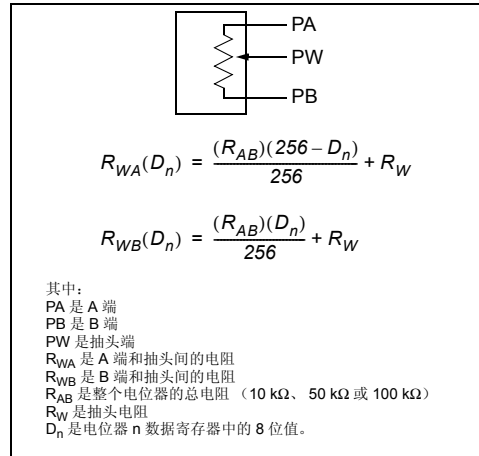 PA
PW
PB
R_WA(D_n) = (R_AB)(256 – D_n) / 256 + R_W
R_WB(D_n) = (R_AB)(D_n) / 256 + R_W
其中：
PA 是 A 端
PB 是 B 端
PW 是抽头端
R_WA 是 A 端和抽头间的电阻
R_WB 是 B 端和抽头间的电阻
R_AB 是整个电位器的总电阻 （10 kΩ、 50 kΩ 或 100 kΩ）
R_W 是抽头电阻
D_n 是电位器 n 数据寄存器中的 8 位值。